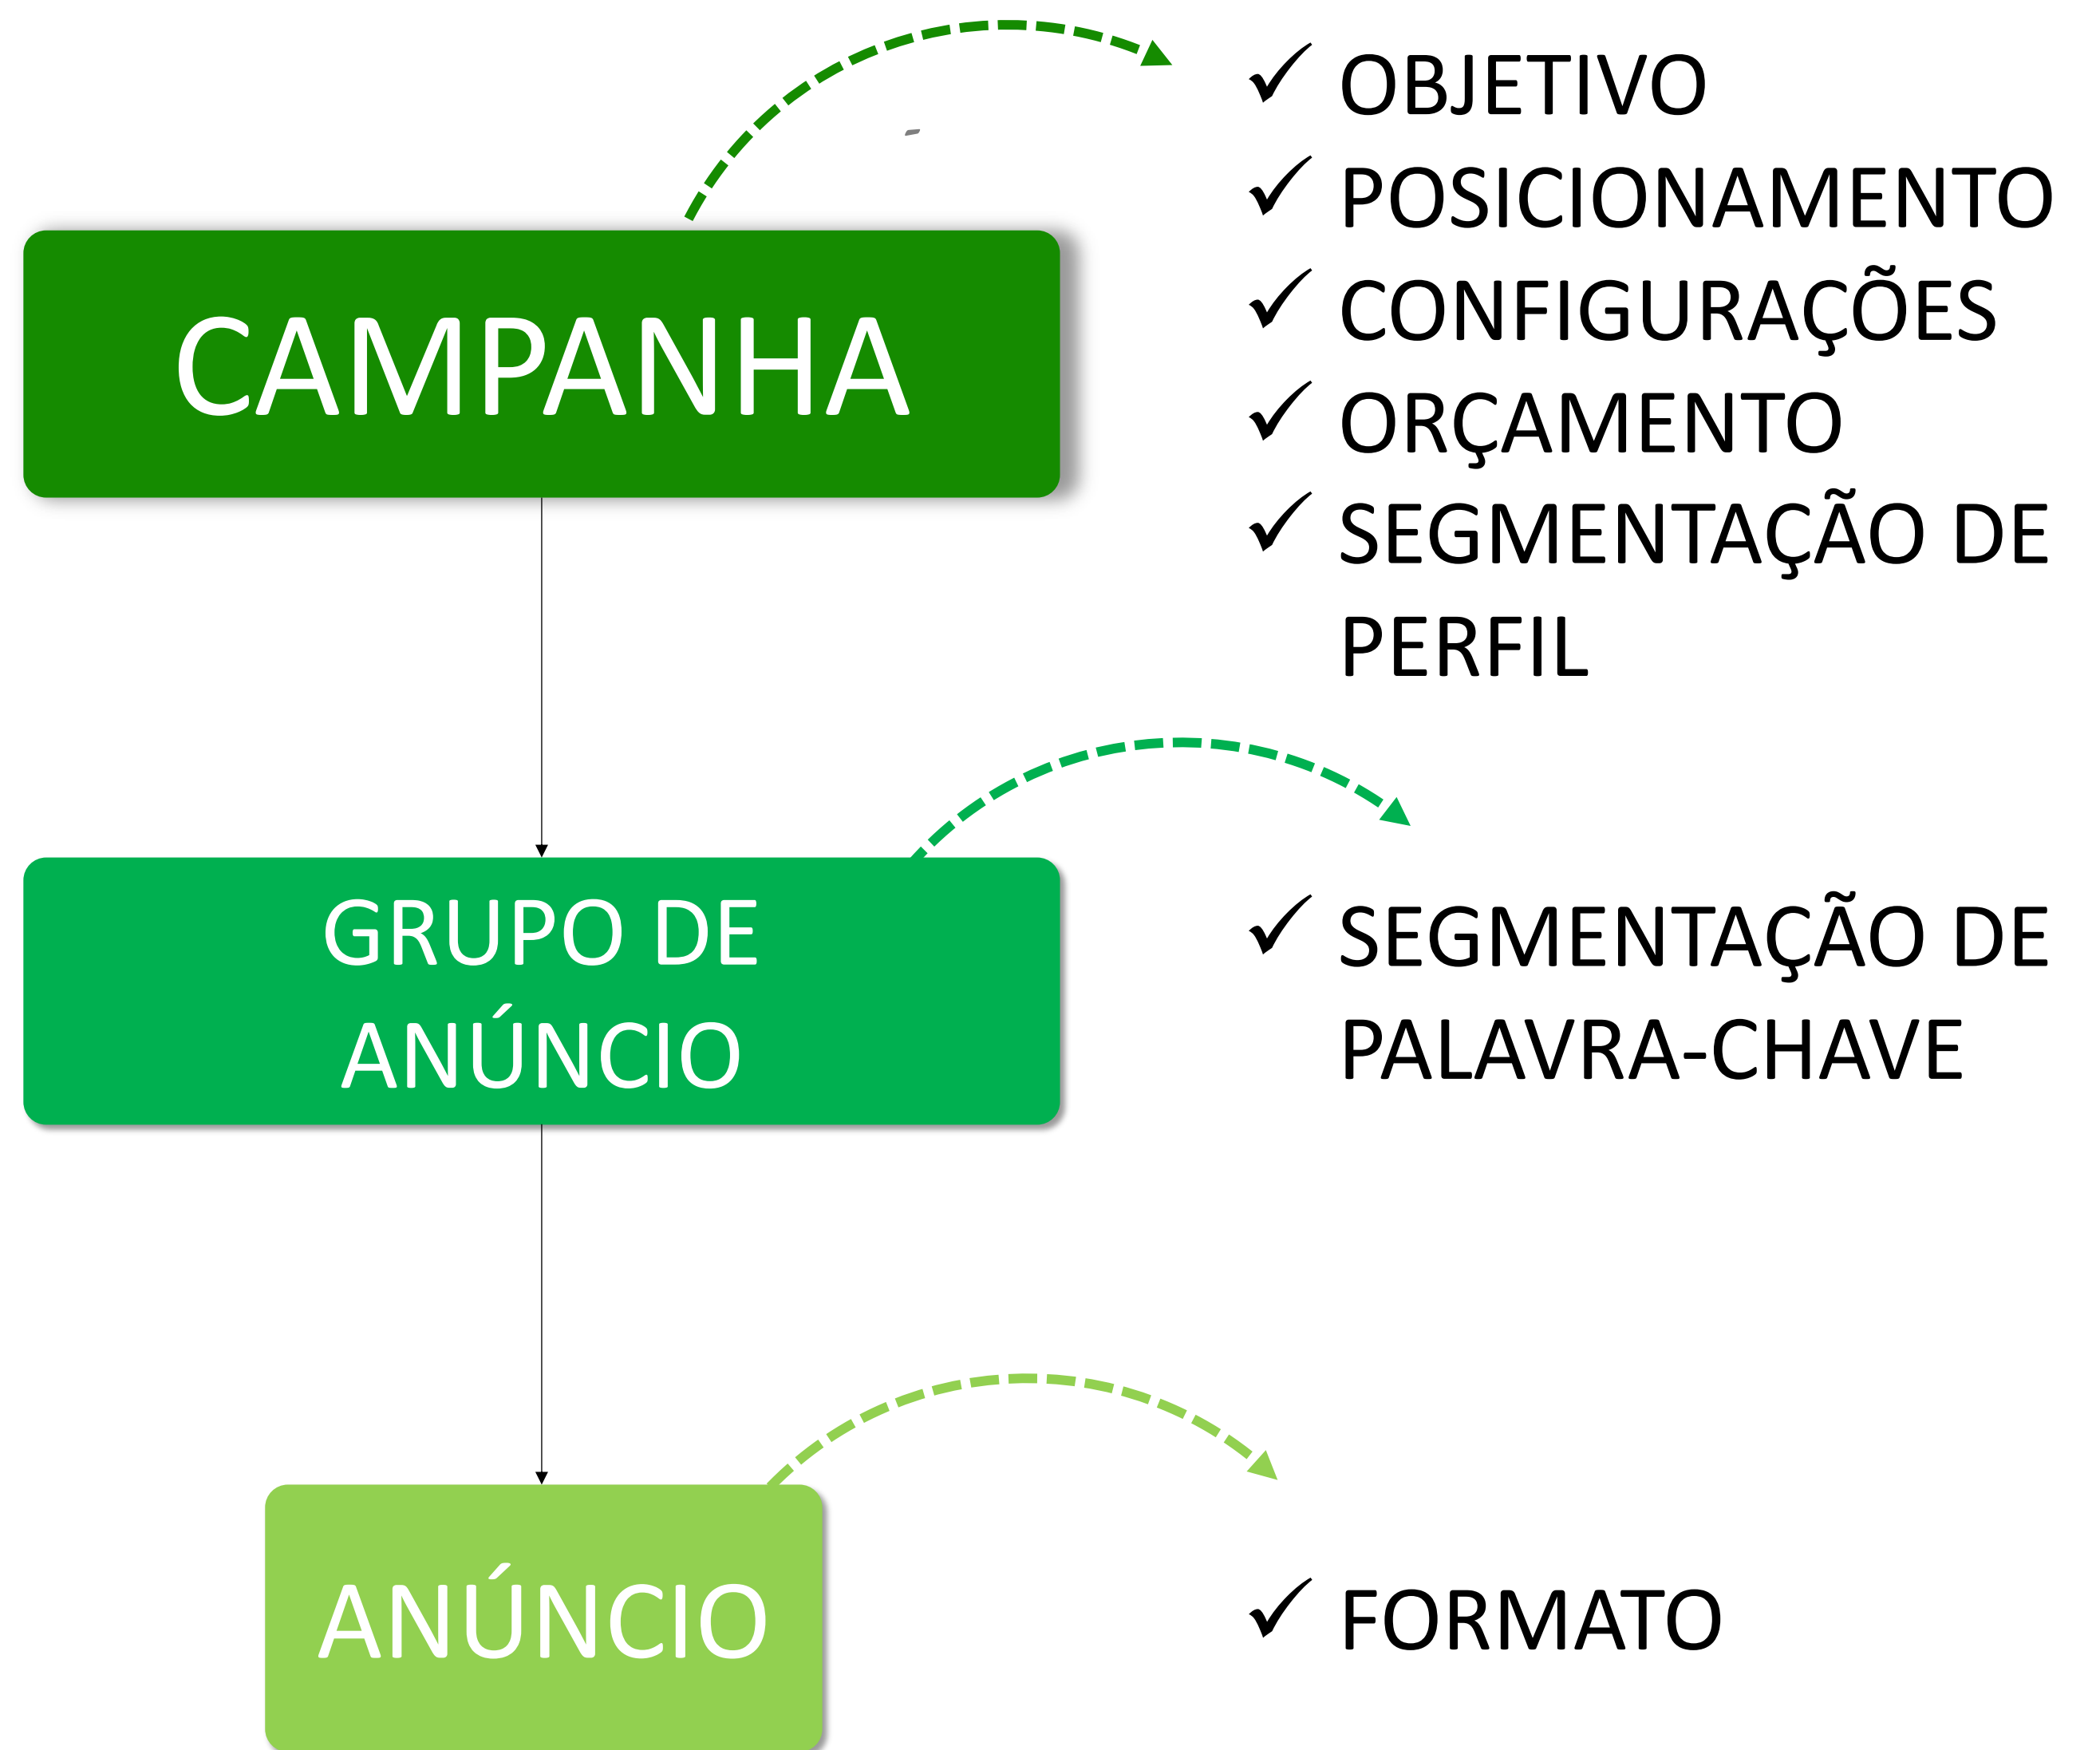 OBJETIVO
POSICIONAMENTO
CONFIGURAÇÕES
ORÇAMENTO
SEGMENTAÇÃO DE
PERFIL
CAMPANHA
GRUPO DE
ANÚNCIO
SEGMENTAÇÃO DE
PALAVRA-CHAVE
ANÚNCIO
FORMATO